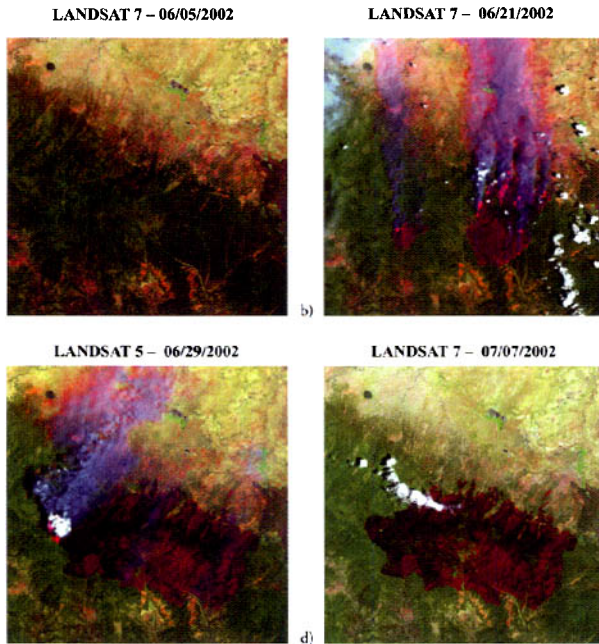 LANDSAT 7 – 06/05/2002
LANDSAT 7 – 06/21/2002
b)
LANDSAT 5 – 06/29/2002
LANDSAT 7 – 07/07/2002
d)